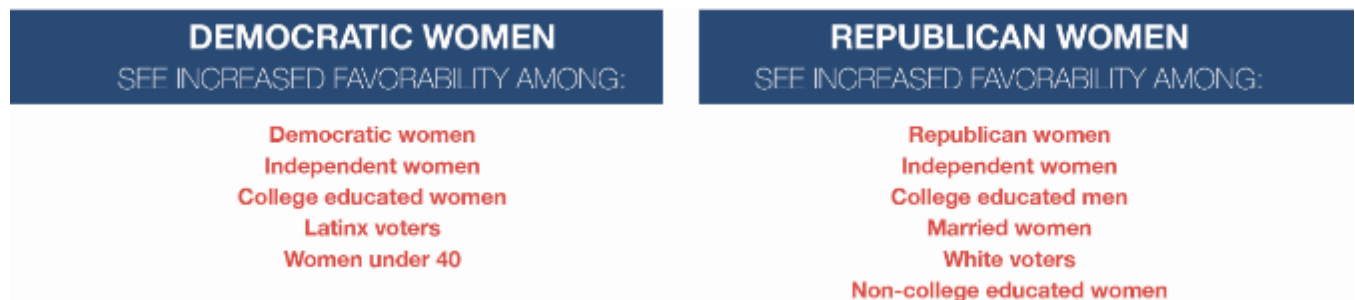 DEMOCRATIC WOMEN
SEE INCREASED FAVORABILITY AMONG:
Democratic women
Independent women
College educated women
Latinx voters
Women under 40
REPUBLICAN WOMEN
SEE INCREASED FAVORABILITY AMONG:
Republican women
Independent women
College educated men
Married women
White voters
Non-college educated women